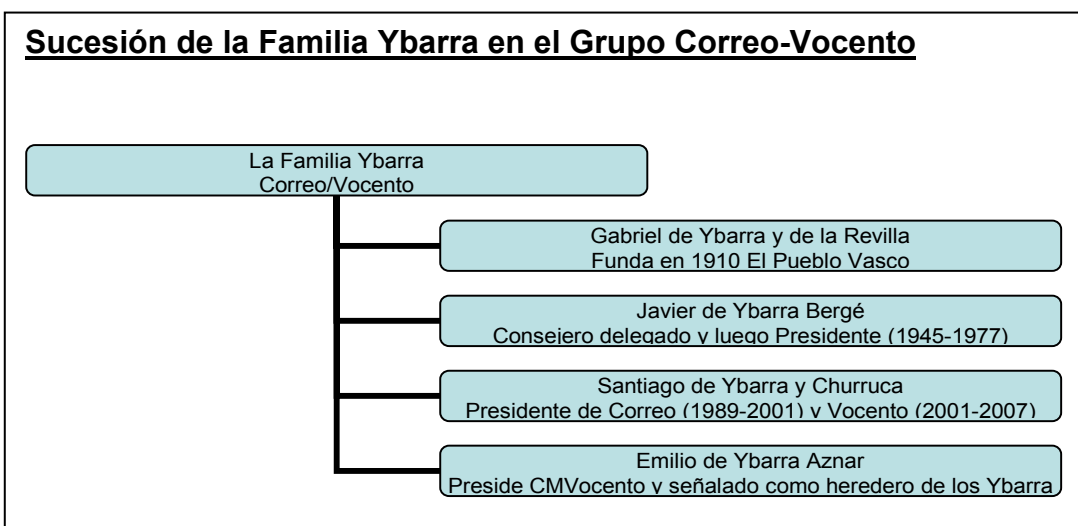 Sucesión de la Familia Ybarra en el Grupo Correo-Vocento
La Familia Ybarra
Correo/Vocento
Gabriel de Ybarra y de la Revilla
Funda en 1910 El Pueblo Vasco
Javier de Ybarra Bergé
Consejero delegado y luego Presidente (1945-1977)
Santiago de Ybarra y Churruca
Presidente de Correo (1989-2001) y Vocento (2001-2007)
Emilio de Ybarra Aznar
Preside CMVocento y señalado como heredero de los Ybarra